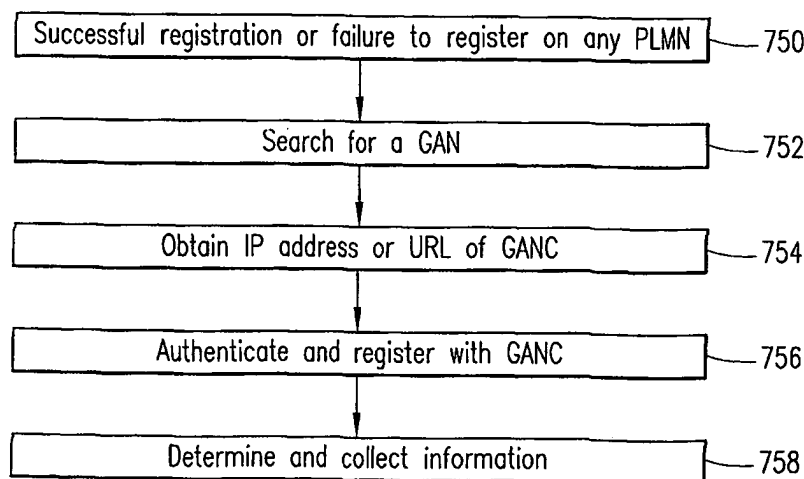 Successful registration or failure to register on any PLMN 750
Search for a GAN 752
Obtain IP address or URL of GANC 754
Authenticate and register with GANC 756
Determine and collect information 758